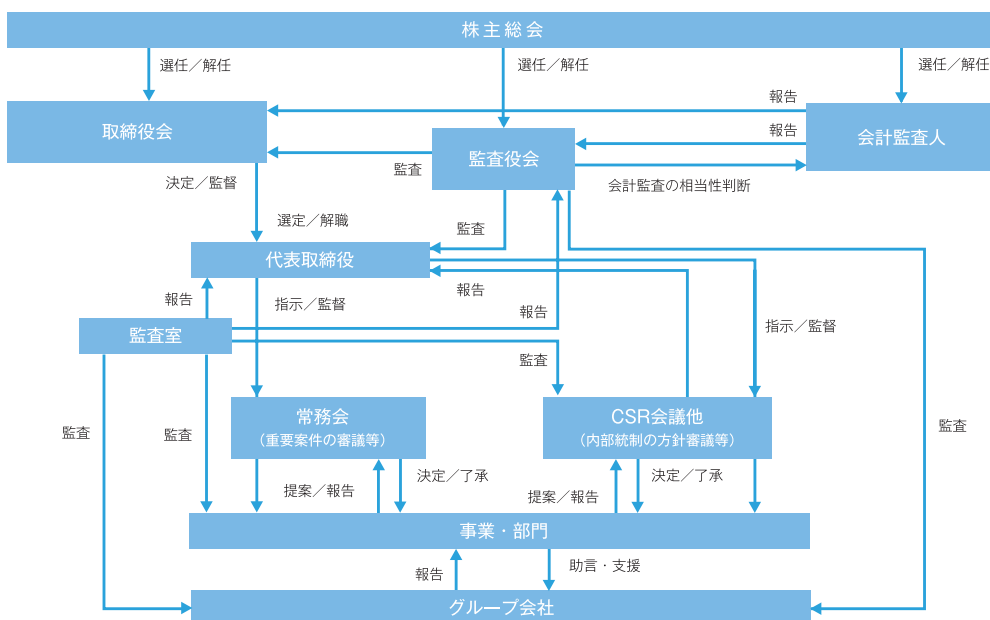 株主総会
選任／解任
選任／解任
選任／解任
報告
取締役会
会計監査人
報告
監査役会
監査
決定／監督
会計監査の相当性判断
選定／解職
監査
代表取締役
報告
報告
指示／監督
報告
指示／監督
監査室
監査
常務会
（重要案件の審議等）
CSR会議他
（内部統制の方針審議等）
監査
監査
監査
決定／了承
決定／了承
提案／報告
提案／報告
事業・部門
報告
助言・支援
グループ会社